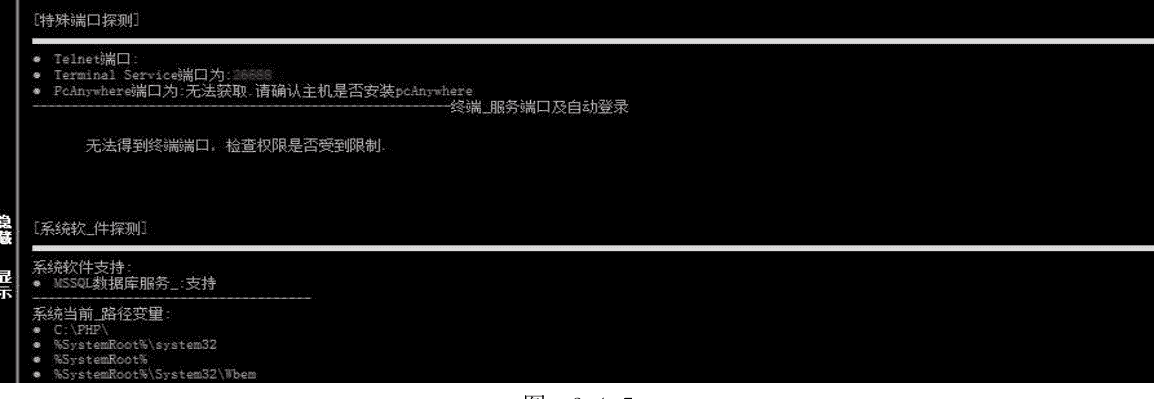 [特殊端口探测]
Telnet端口:
Terminal Service端口为:
PcAnywhere端口为:无法获取.请确认主机是否安装pcAnywhere
终端_服务端口及自动登录
无法得到终端端口, 检查权限是否受到限制.
隐藏
[系统软_件探测]
显示
系统软件支持:
MSSQL数据库服务_:支持
系统当前_路径变量:
C:\PHP\
%SystemRoot%\system32
%SystemRoot%
%SystemRoot%\System32\Wbem